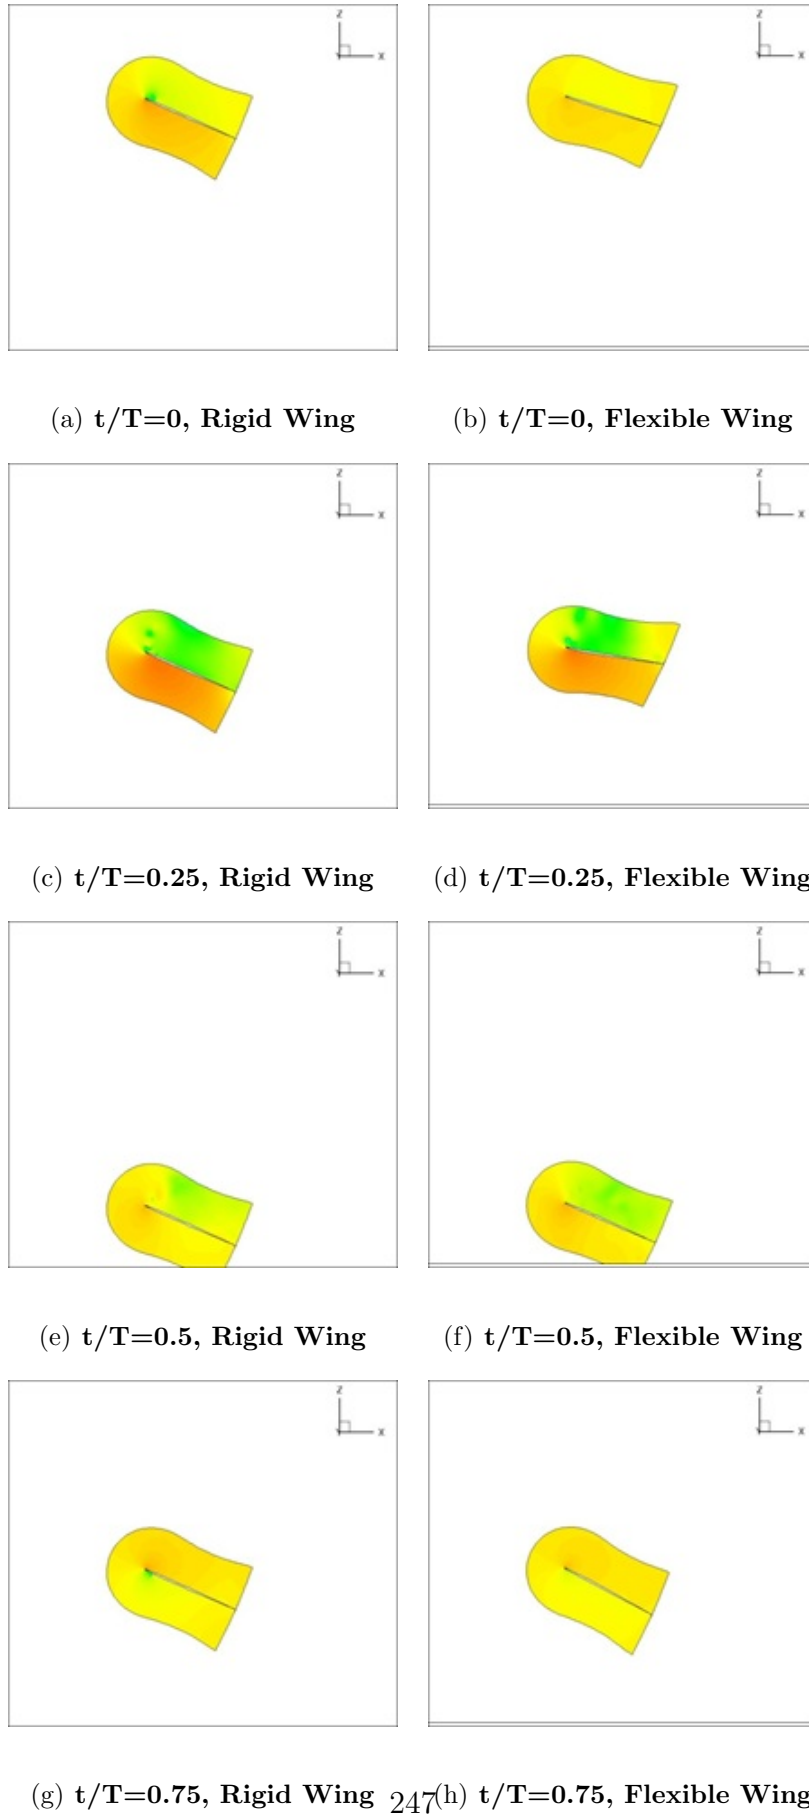 Z Z
X X
(a) t/T=0, Rigid Wing (b) t/T=0, Flexible Wing
Z Z
X X
(c) t/T=0.25, Rigid Wing (d) t/T=0.25, Flexible Wing
Z Z
X X
(e) t/T=0.5, Rigid Wing (f) t/T=0.5, Flexible Wing
Z Z
X X
(g) t/T=0.75, Rigid Wing 247 (h) t/T=0.75, Flexible Wing